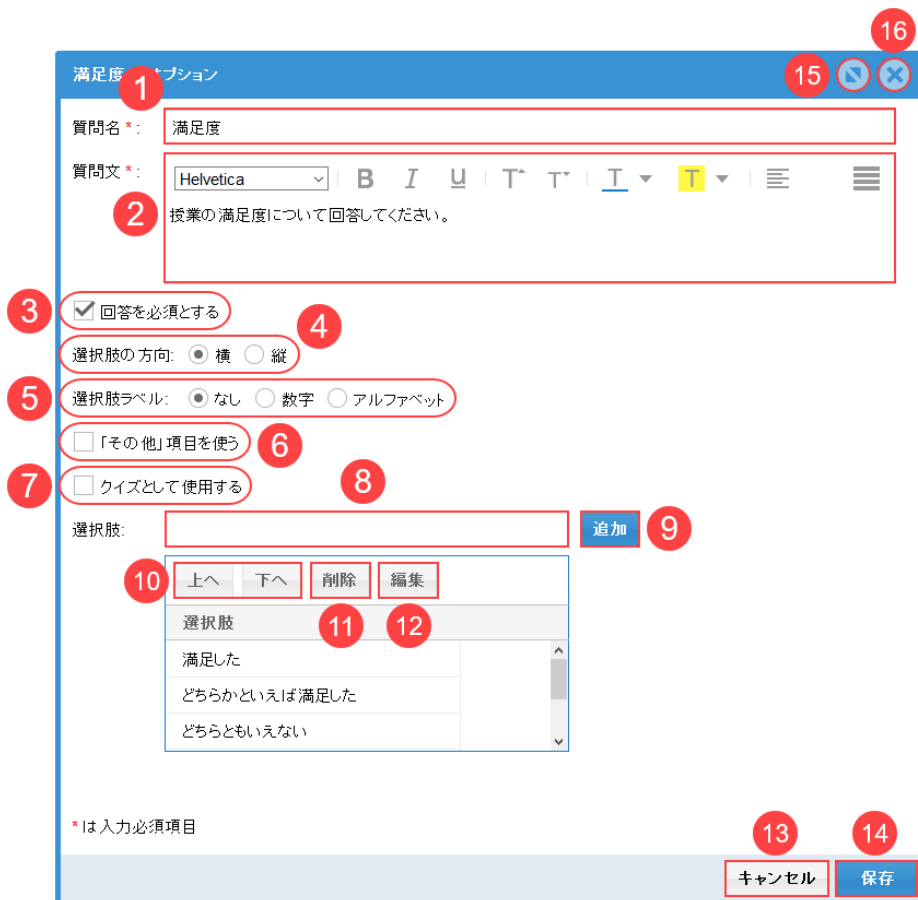 16
満足度 プション
15
1
質問名*: 満足度
質問文*: Helvetica B I U T T T T
2
授業の満足度について回答してください。
3
回答を必須とする
4
選択肢の方向: 横 縦
5
選択肢ラベル: なし 数字 アルファベット
「その他」項目を使う
6
7
クイズとして使用する
8
選択肢: 追加
9
10
上へ 下へ 削除 編集
選択肢
11
12
満足した
どちらかといえば満足した
どちらともいえない
*は入力必須項目
13
14
キャンセル 保存